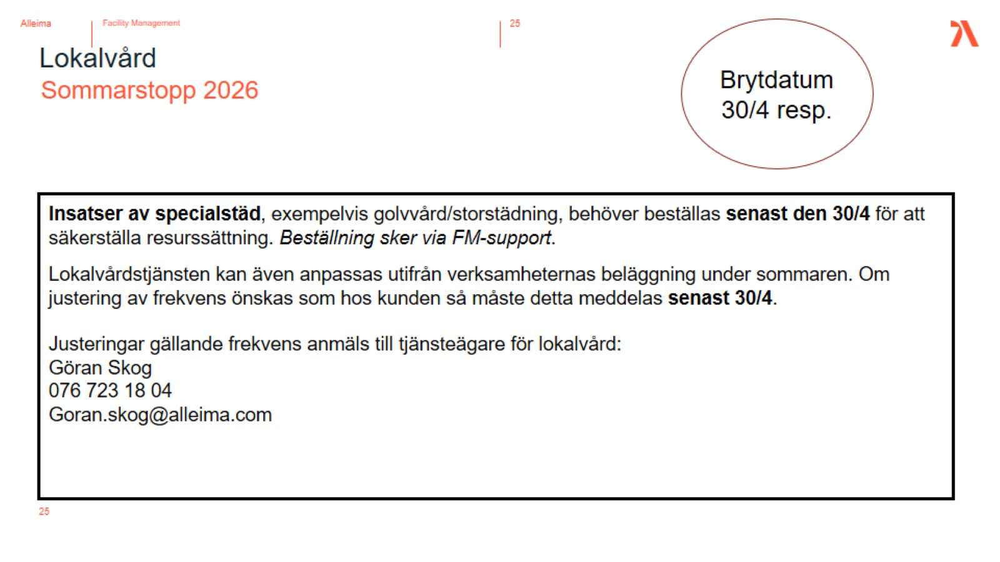 Alleima
Facility Management
25
Lokalvård
Sommarstopp 2026
Brytdatum
30/4 resp.
Insatser av specialstäd, exempelvis golvvård/storstädning, behöver beställas senast den 30/4 för att
säkerställa resurssättning. Beställning sker via FM-support.
Lokalvårdstjänsten kan även anpassas utifrån verksamheternas beläggning under sommaren. Om
justering av frekvens önskas som hos kunden så måste detta meddelas senast 30/4.
Justeringar gällande frekvens anmäls till tjänsteägare för lokalvård:
Göran Skog
076 723 18 04
Goran.skog@alleima.com
25